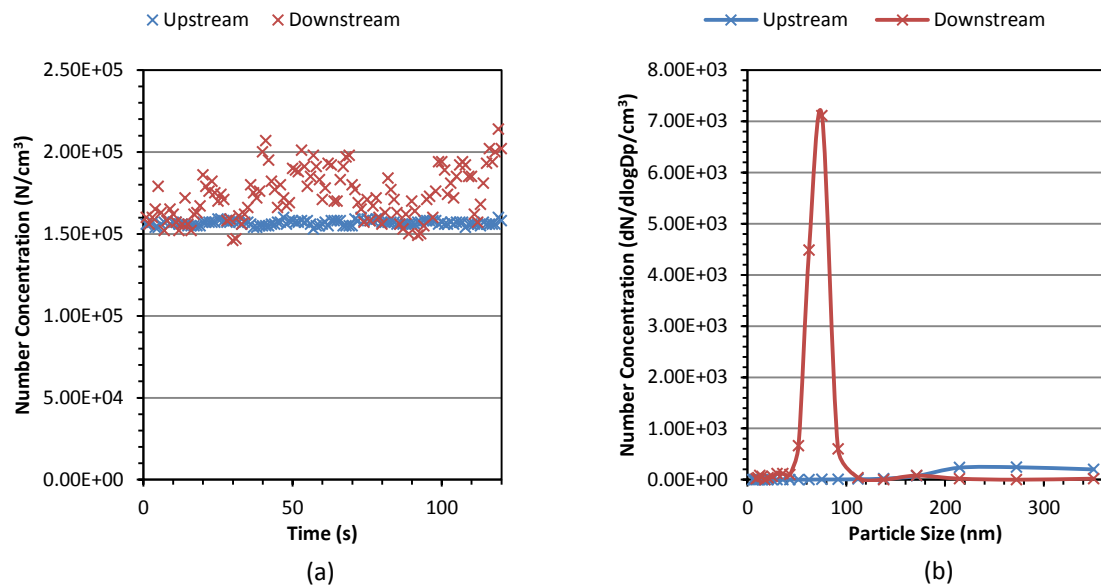 Upstream Downstream
Number Concentration (N/cm³)
2.50E+05
2.00E+05
1.50E+05
1.00E+05
5.00E+04
0.00E+00
0 50 100
Time (s)
(a)
Upstream Downstream
Number Concentration (dN/dlogDp/cm³)
8.00E+03
7.00E+03
6.00E+03
5.00E+03
4.00E+03
3.00E+03
2.00E+03
1.00E+03
0.00E+00
0 100 200 300
Particle Size (nm)
(b)